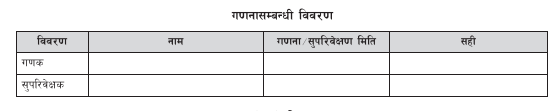 गणनासम्बन्धी विवरण
विवरण नाम गणना/सुपरिवेक्षण मिति सही
गणक
सुपरिवेक्षक